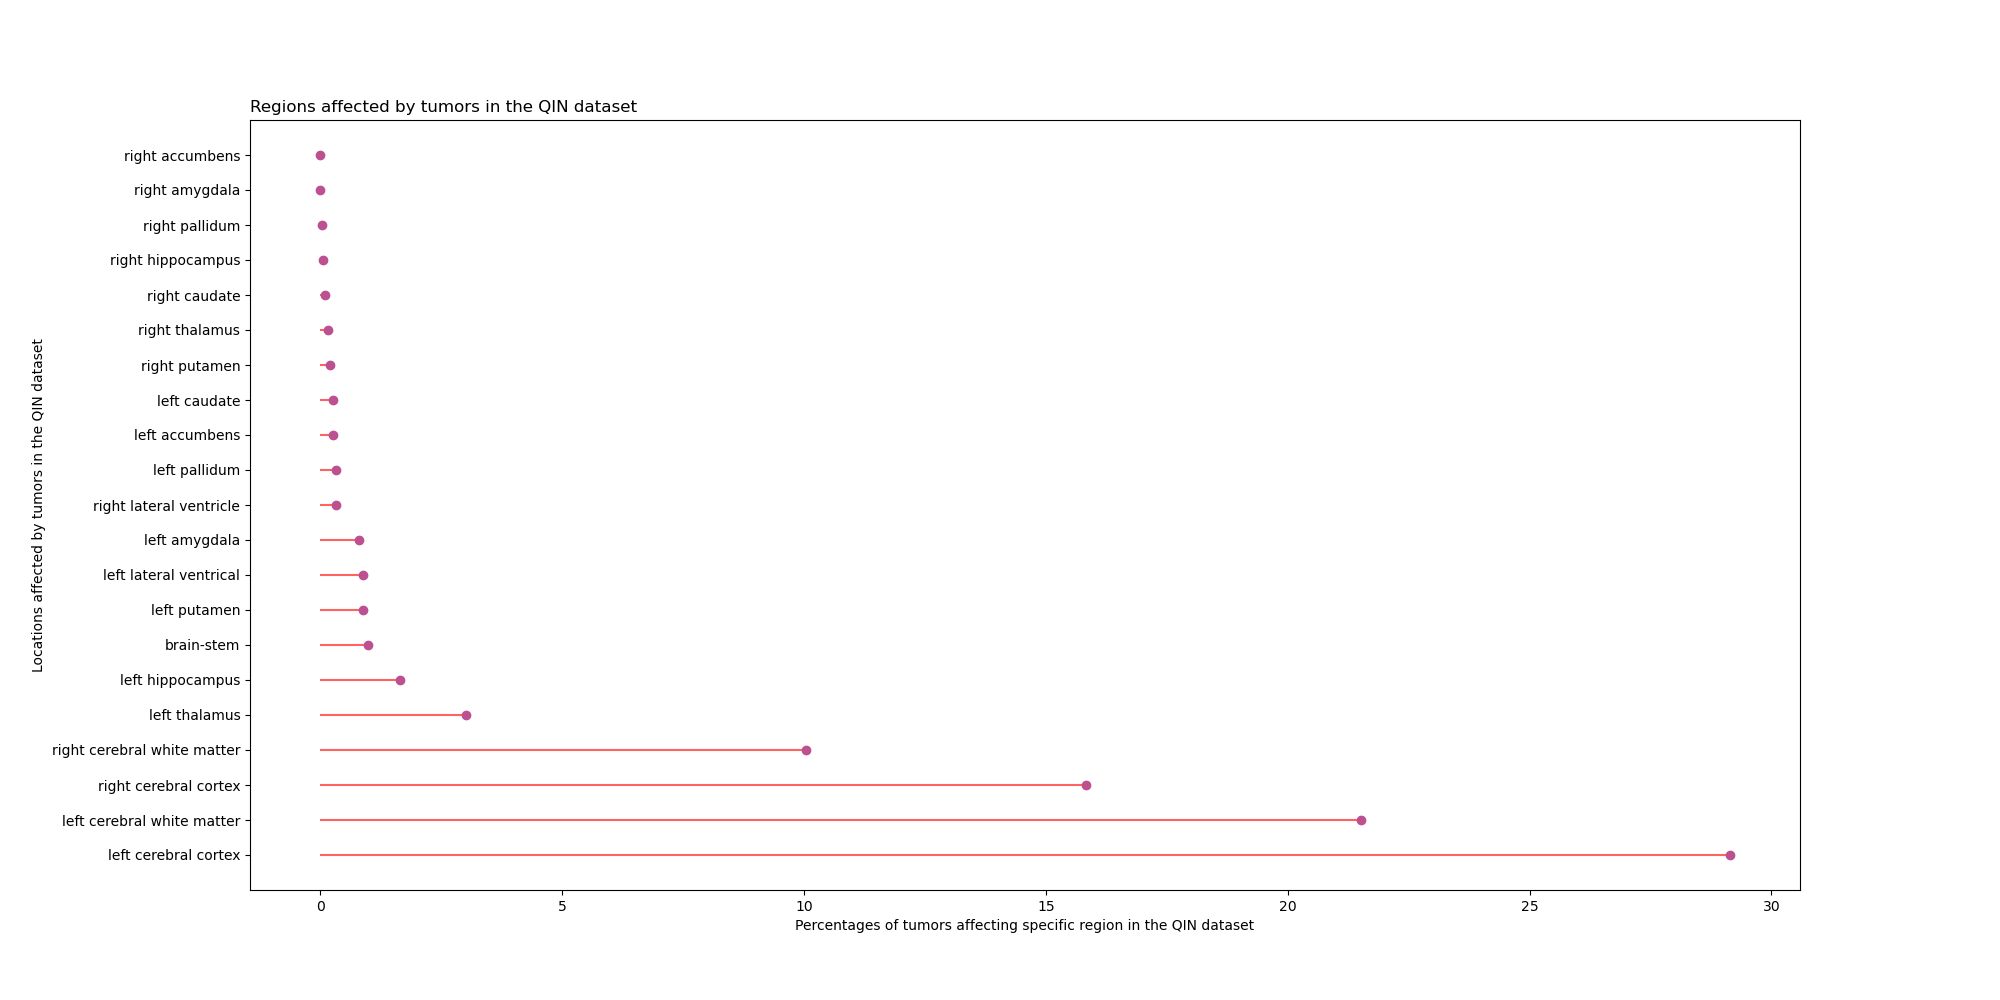 Regions affected by tumors in the QIN dataset
Locations affected by tumors in the QIN dataset
right accumbens
right amygdala
right pallidum
right hippocampus
right caudate
right thalamus
right putamen
left caudate
left accumbens
left pallidum
right lateral ventricle
left amygdala
left lateral ventrical
left putamen
brain-stem
left hippocampus
left thalamus
right cerebral white matter
right cerebral cortex
left cerebral white matter
left cerebral cortex
0 5 10 15 20 25 30
Percentages of tumors affecting specific region in the QIN dataset